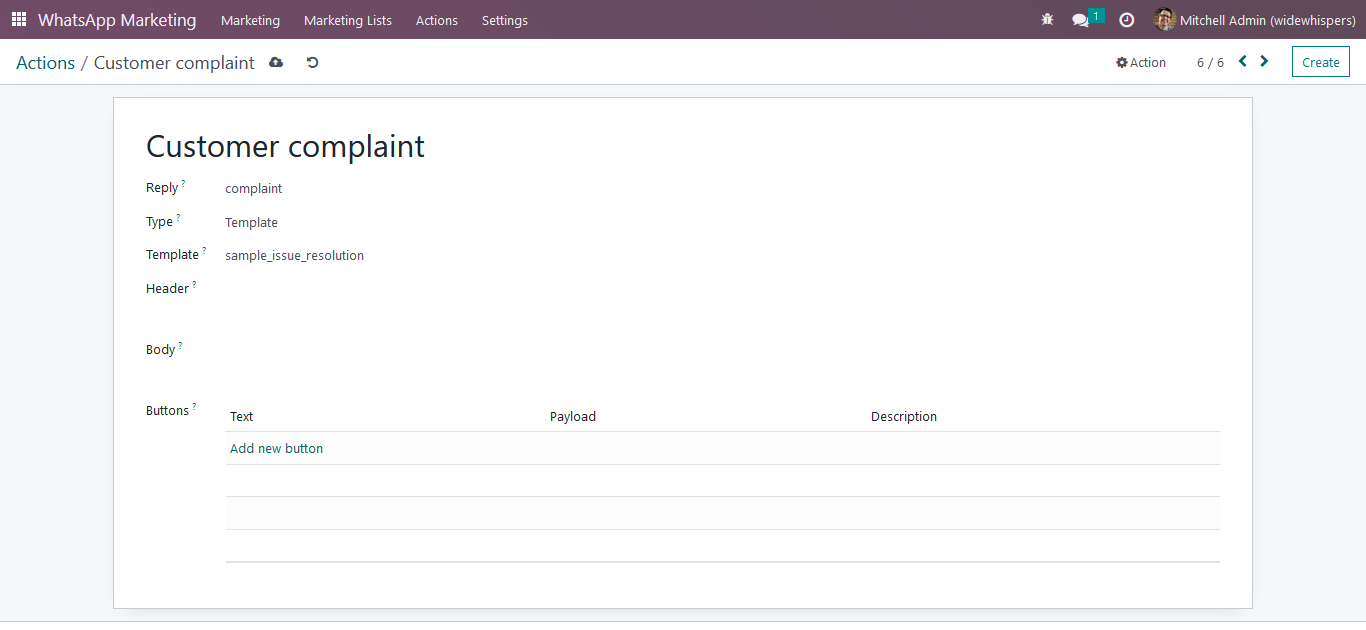 WhatsApp Marketing Marketing Marketing Lists Actions Settings 1 Mitchell Admin (widewhispers)
Actions / Customer complaint Action 6 / 6 Create
Customer complaint
Reply ? complaint
Type ? Template
Template ? sample_issue_resolution
Header ?
Body ?
Buttons ? Text Payload Description
Add new button